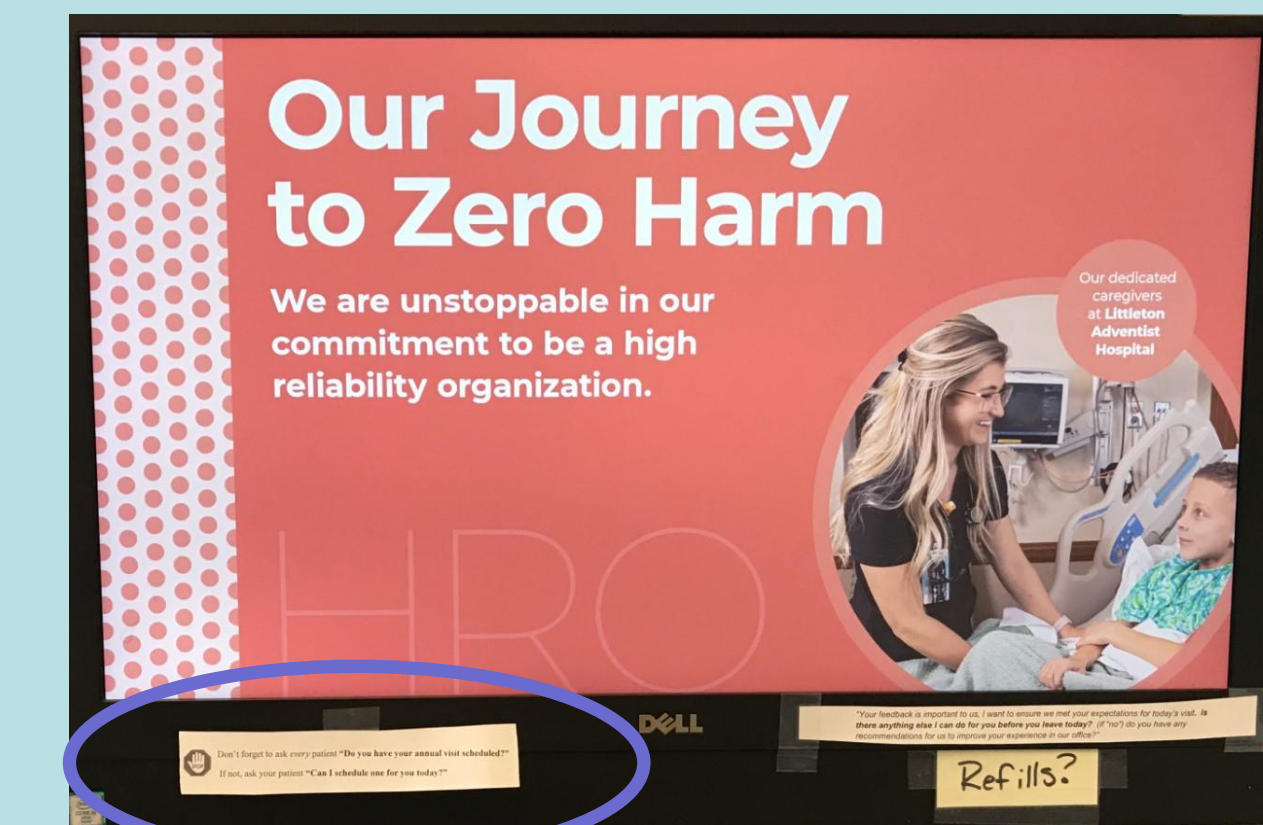 Our Journey
to Zero Harm
We are unstoppable in our
commitment to be a high
reliability organization.
Our dedicated
caregivers
at Littleton
Adventist
Hospital
HRO
DELL
STOP
Don't forget to ask every patient "Do you have your annual visit scheduled?"
If not, ask your patient "Can I schedule one for you today?"
"Your feedback is important to us, I want to ensure we met your expectations for today's visit. Is
there anything else I can do for you before you leave today? (if "no") do you have any
recommendations for us to improve your experience in our office?"
Refills?